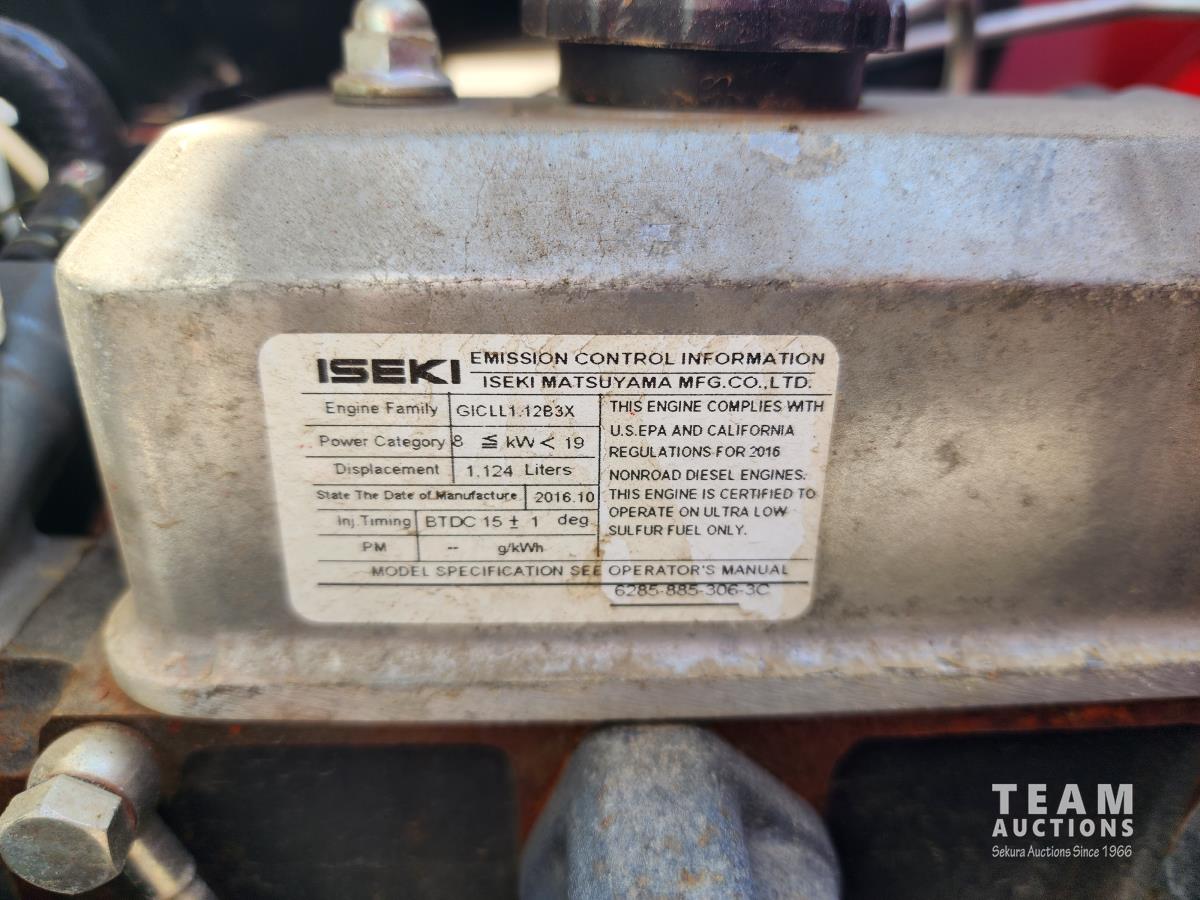 ISEKI EMISSION CONTROL INFORMATION
ISEKI MATSUYAMA MFG.CO.,LTD.
Engine Family GICLL1.12B3X
Power Category 8 ≦ kW < 19
Displacement 1.124 Liters
State The Date of Manufacture 2016.10
Inj.Timing BTDC 15 ± 1 deg
PM -- g/kWh
THIS ENGINE COMPLIES WITH
U.S.EPA AND CALIFORNIA
REGULATIONS FOR 2016
NONROAD DIESEL ENGINES.
THIS ENGINE IS CERTIFIED TO
OPERATE ON ULTRA LOW
SULFUR FUEL ONLY.
MODEL SPECIFICATION SEE OPERATOR'S MANUAL
6285-885-306-3C
TEAM
AUCTIONS
Sekura Auctions Since 1966